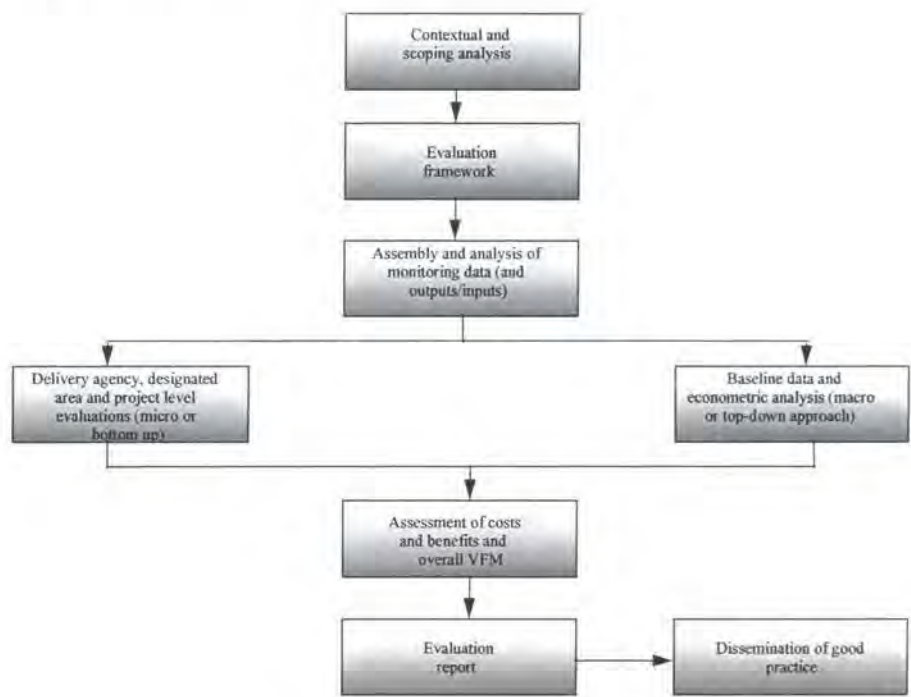 Contextual and
scoping analysis
Evaluation
framework
Assembly and analysis of
monitoring data (and
outputs/inputs)
Delivery agency, designated
area and project level
evaluations (micro or
bottom up)
Baseline data and
econometric analysis (macro
or top-down approach)
Assessment of costs
and benefits and
overall VFM
Evaluation
report
Dissemination of good
practice